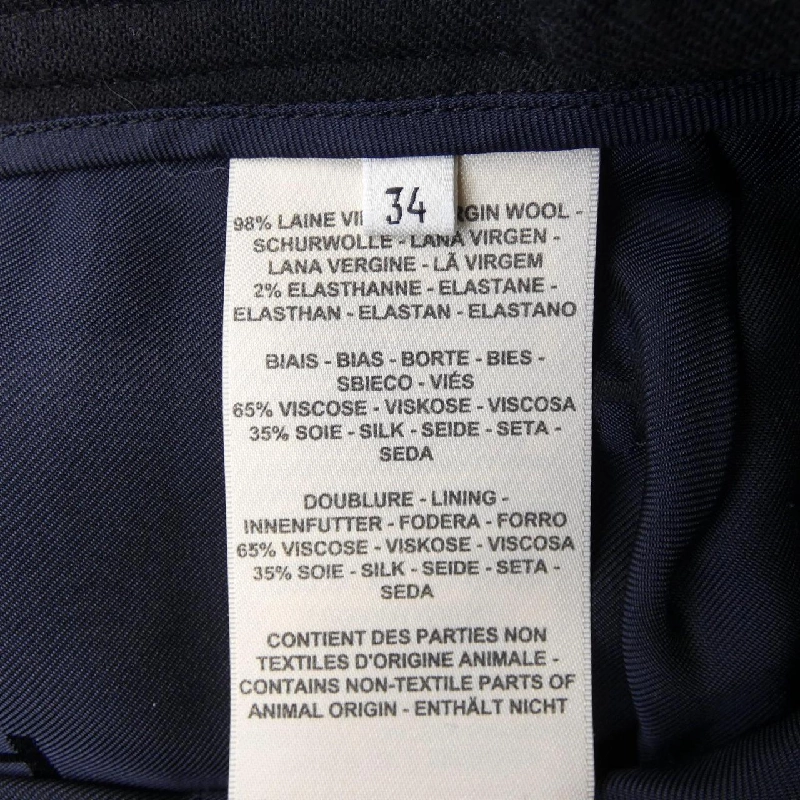 34
98% LAINE WOOL -
SCHURWOLLE - LANA VIRGEN -
LANA VERGINE - LÃ VIRGEM
2% ELASTHANNE - ELASTANE -
ELASTHAN - ELASTAN - ELASTANO
BIAIS - BIAS - BORTE - BIES -
SBIECO - VIÉS
65% VISCOSE - VISKOSE - VISCOSA
35% SOIE - SILK - SEIDE - SETA -
SEDA
DOUBLURE - LINING -
INNENFUTTER - FODERA - FORRO
65% VISCOSE - VISKOSE - VISCOSA
35% SOIE - SILK - SEIDE - SETA -
SEDA
CONTIENT DES PARTIES NON
TEXTILES D'ORIGINE ANIMALE -
CONTAINS NON-TEXTILE PARTS OF
ANIMAL ORIGIN - ENTHÄLT NICHT